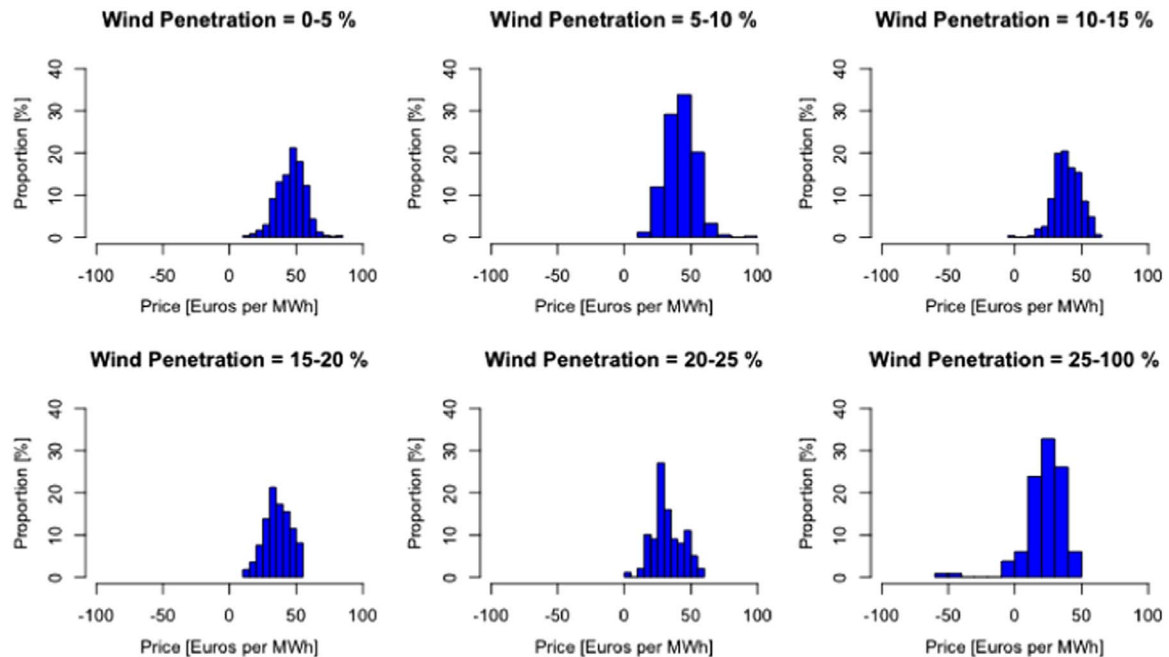 Wind Penetration = 0-5 %
Proportion [%]
40
30
20
10
0
-100 -50 0 50 100
Price [Euros per MWh]
Wind Penetration = 5-10 %
Proportion [%]
40
30
20
10
0
-100 -50 0 50 100
Price [Euros per MWh]
Wind Penetration = 10-15 %
Proportion [%]
40
30
20
10
0
-100 -50 0 50 100
Price [Euros per MWh]
Wind Penetration = 15-20 %
Proportion [%]
40
30
20
10
0
-100 -50 0 50 100
Price [Euros per MWh]
Wind Penetration = 20-25 %
Proportion [%]
40
30
20
10
0
-100 -50 0 50 100
Price [Euros per MWh]
Wind Penetration = 25-100 %
Proportion [%]
40
30
20
10
0
-100 -50 0 50 100
Price [Euros per MWh]